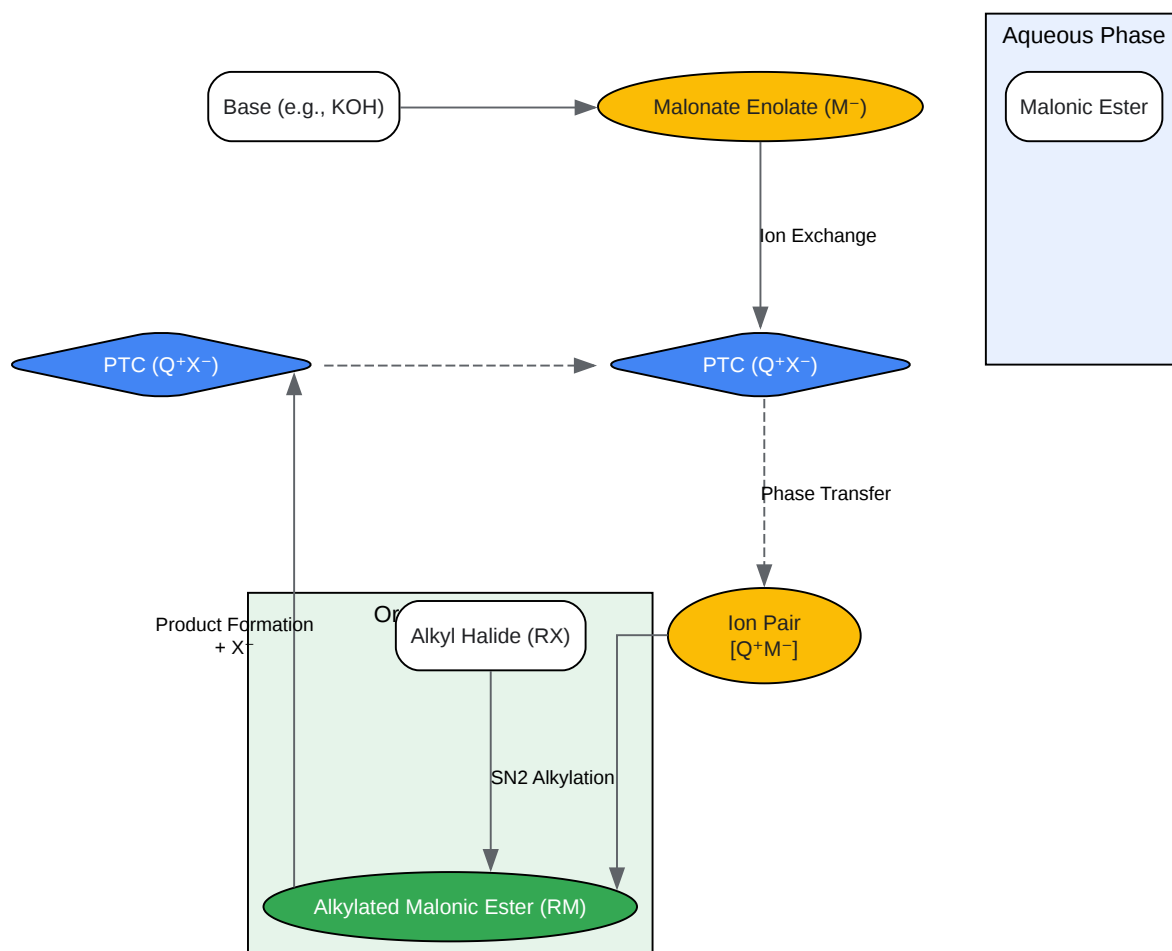 Aqueous Phase
Base (e.g., KOH)
Malonate Enolate (M⁻)
Malonic Ester
Ion Exchange
PTC (Q⁺X⁻)
PTC (Q⁺X⁻)
Phase Transfer
Alkyl Halide (RX)
Ion Pair
[Q⁺M⁻]
Product Formation
+ X⁻
SN2 Alkylation
Alkylated Malonic Ester (RM)